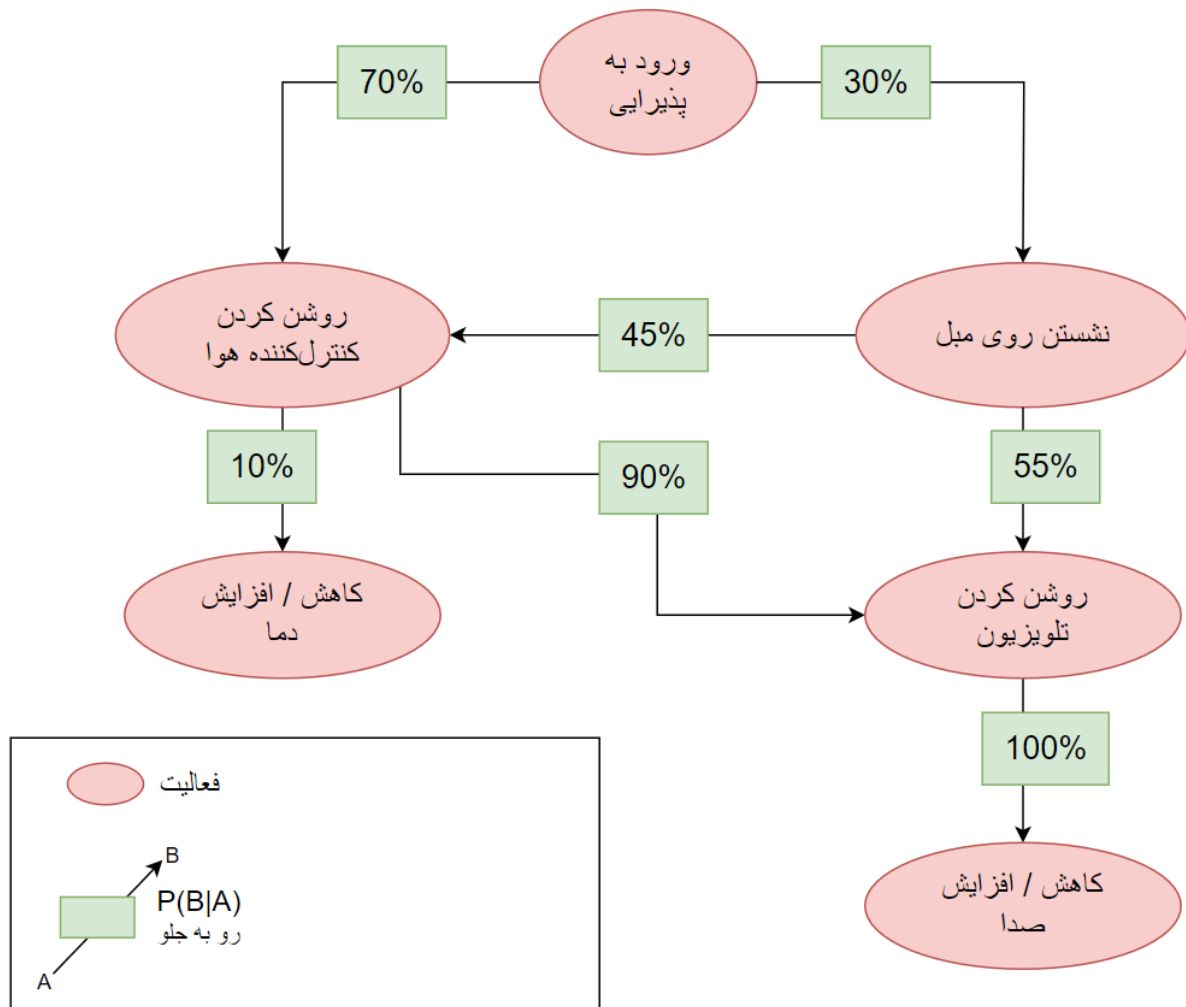 ورود به
پذیرایی
70%
30%
روشن کردن
کنترل‌کننده هوا
45%
نشستن روی مبل
10%
90%
55%
کاهش / افزایش
دما
روشن کردن
تلویزیون
100%
فعالیت
کاهش / افزایش
صدا
B
P(B|A)
رو به جلو
A